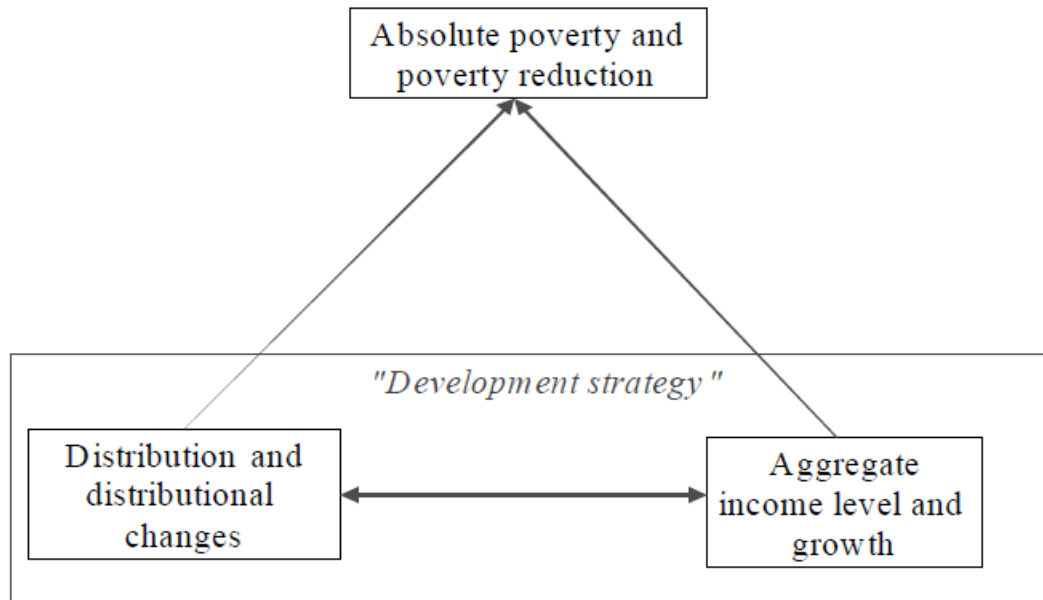 Absolute poverty and
poverty reduction
"Development strategy"
Distribution and
distributional
changes
Aggregate
income level and
growth